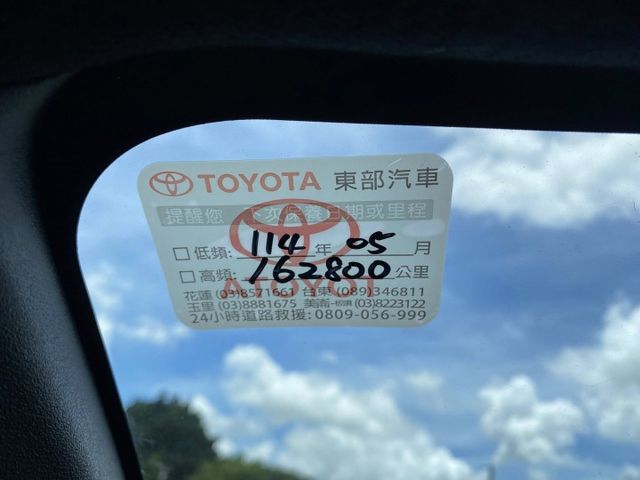 TOYOTA 東部汽車
提醒您 下次保養日期或里程
□低頻: 114 年 05 月
□高頻: 162800 公里
TOYOTA
花蓮(03)8571661 台東(089)346811
玉里(03)8881675 美崙 (03)8223122
24小時道路救援:0809-056-999